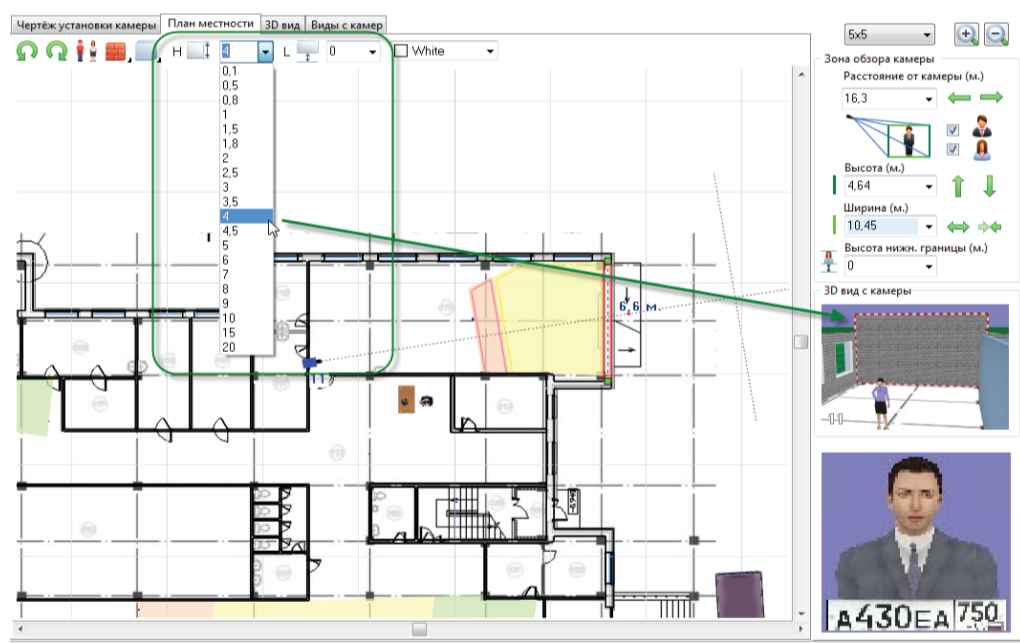 Чертёж установки камеры План местности 3D вид Виды с камер
H 4 L 0 White
0,1
0,5
0,8
1
1,5
1,8
2
2,5
3
3,5
4
4,5
5
6
7
8
9
10
15
20
6,6 м.
11
5x5
Зона обзора камеры
Расстояние от камеры (м.)
16,3
Высота (м.)
4,64
Ширина (м.)
10,45
Высота нижн. границы (м.)
0
3D вид с камеры
А430ЕА 750